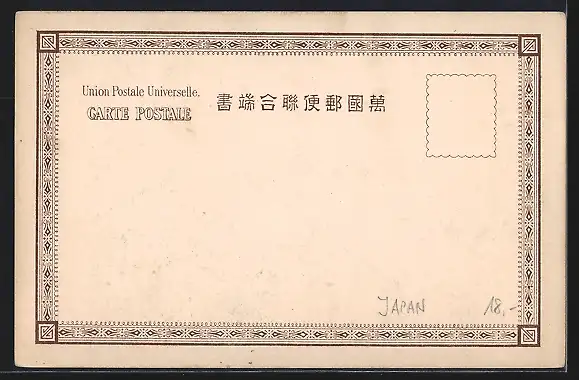 Union Postale Universelle.
CARTE POSTALE
書端合聯便郵國萬
JAPAN
18,-